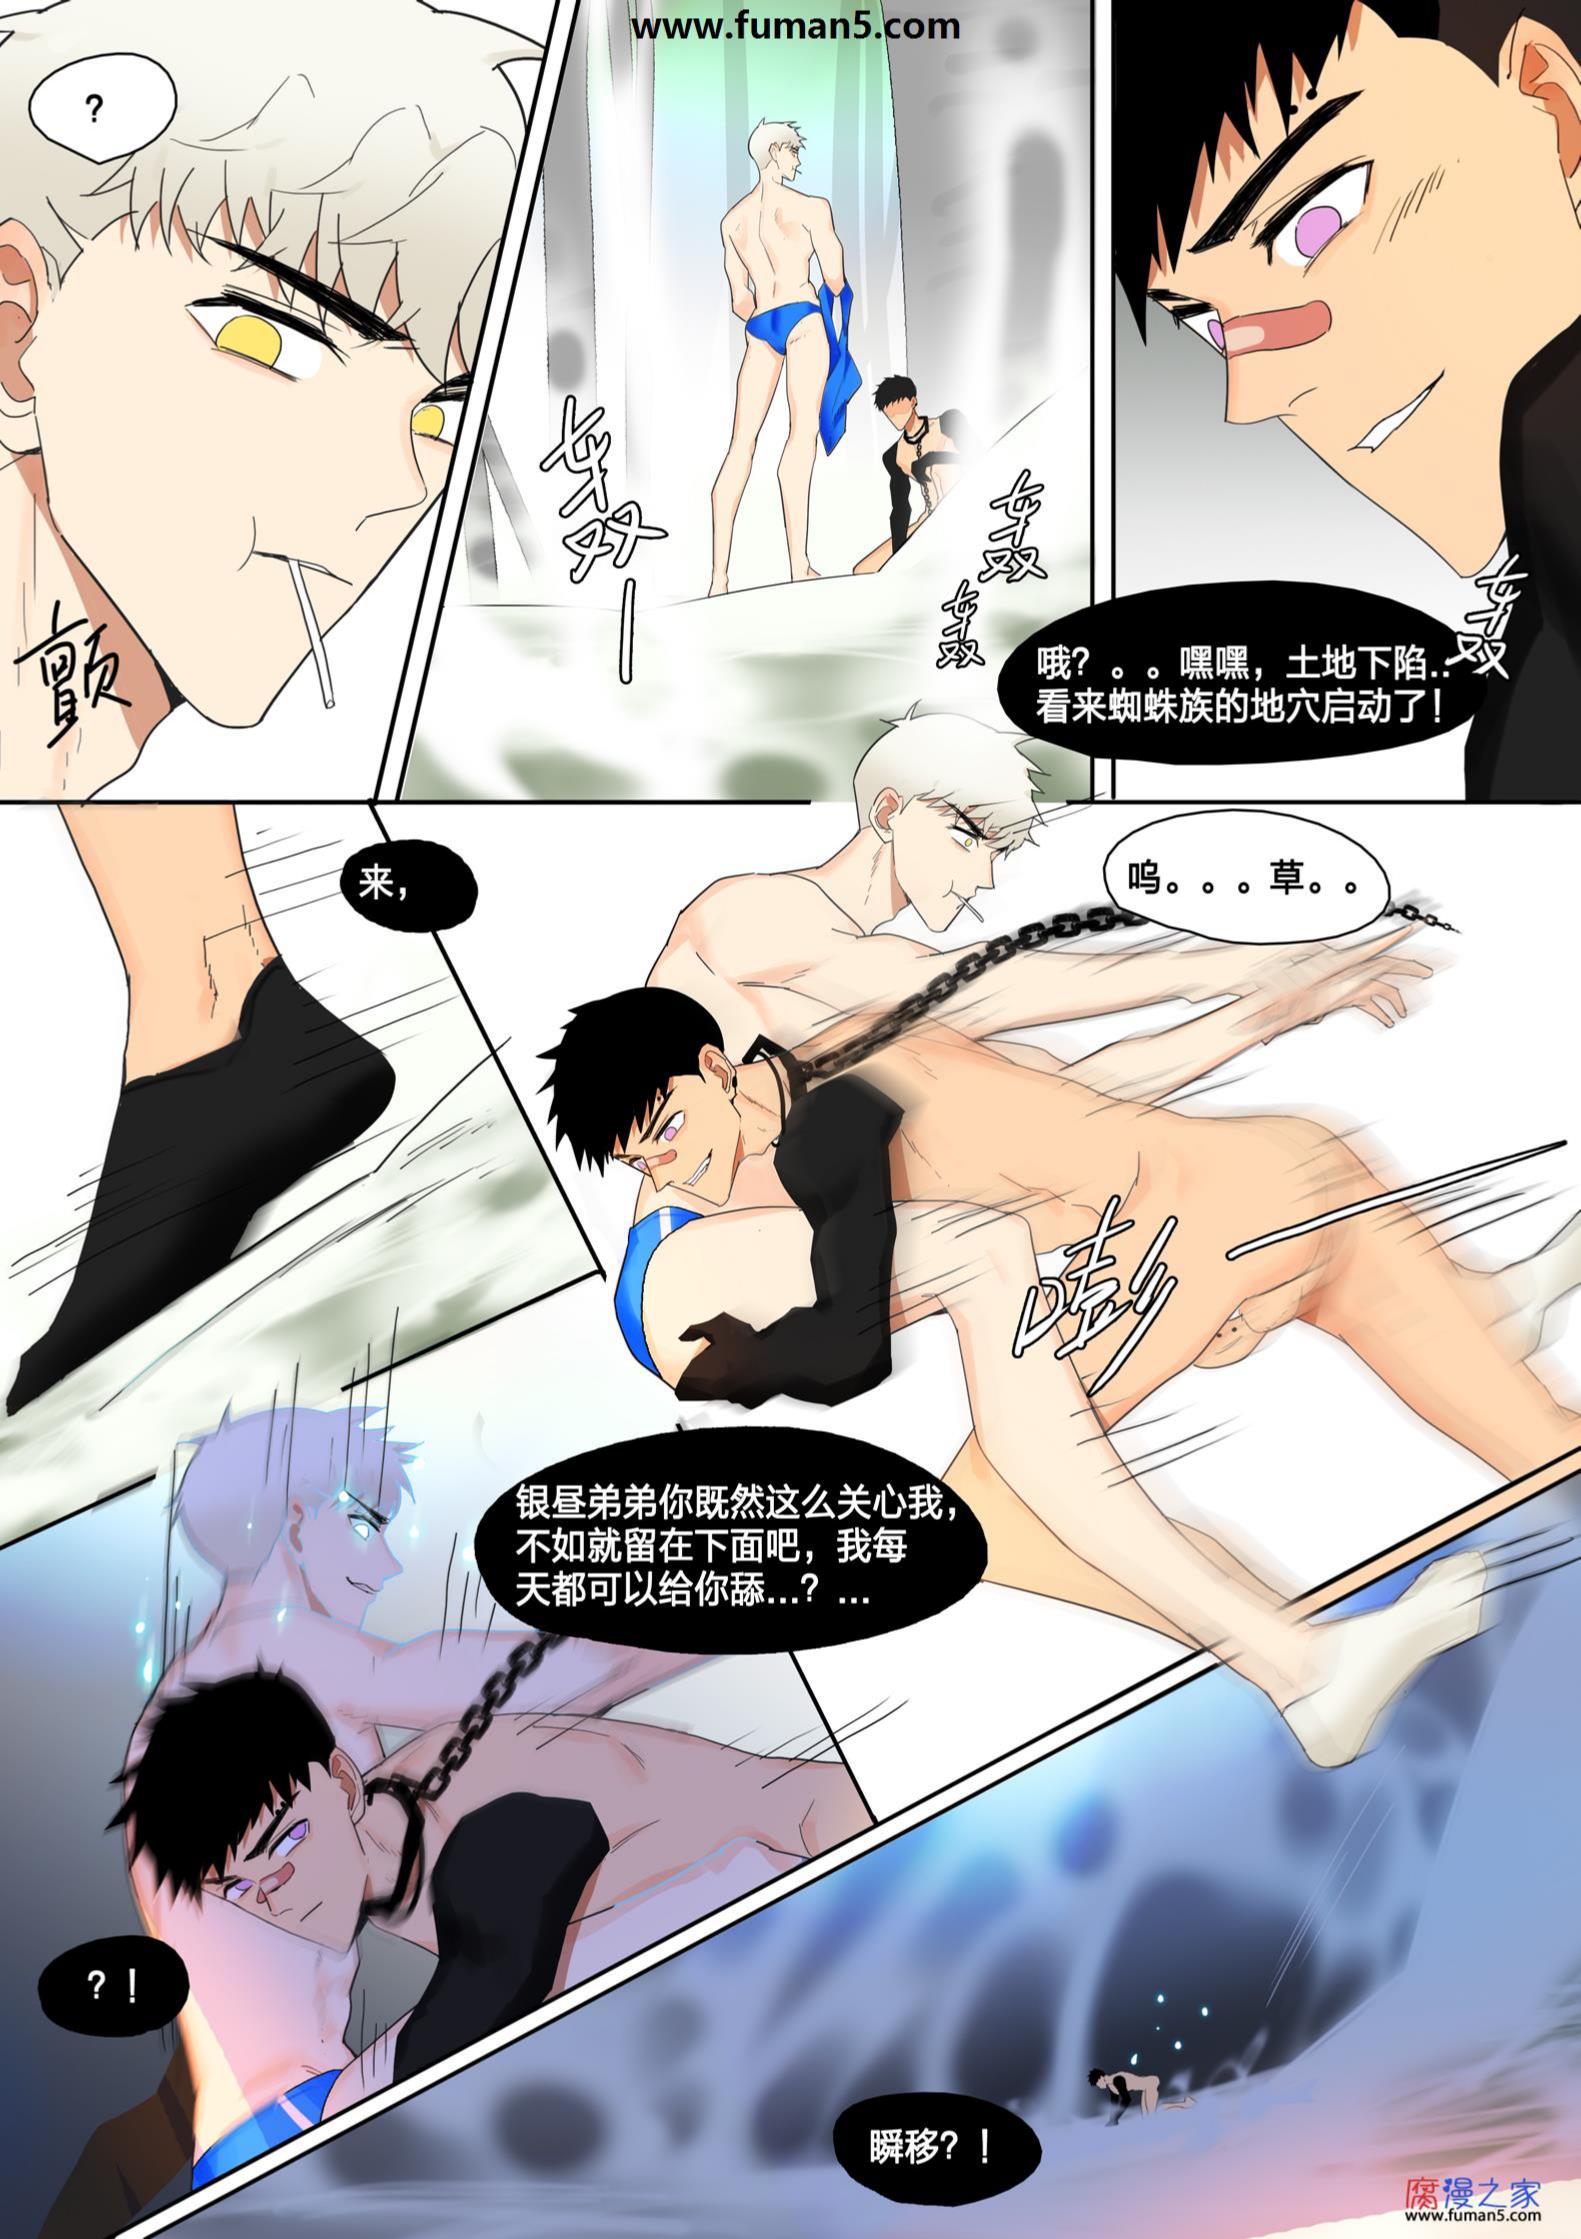 www.fuman5.com
?
颤
轰
轰
轰
轰
哦?。。嘿嘿，土地下陷..
看来蜘蛛族的地穴启动了!
来，
呜。。。草。。
嘭
银昼弟弟你既然这么关心我，
不如就留在下面吧，我每
天都可以给你舔...?...
?!
瞬移?!
腐漫之家
www.fuman5.com